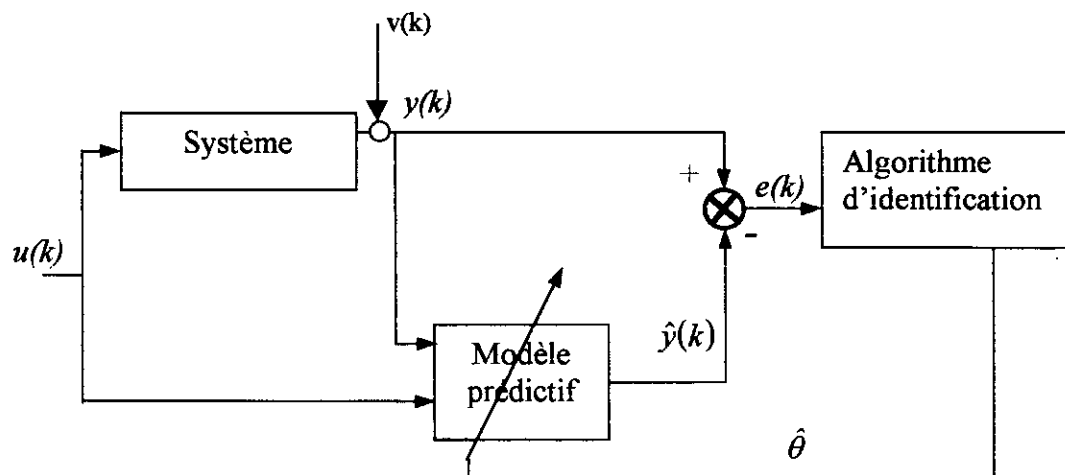 v(k)
y(k)
Système
Algorithme
d'identification
+
e(k)
-
u(k)
Modèle
prédictif
ŷ(k)
θ̂